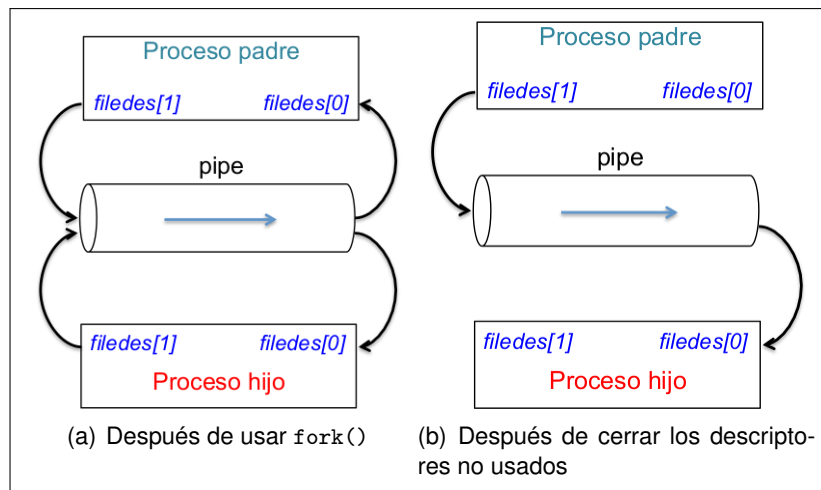 Proceso padre
filedes[1] filedes[0]
pipe
filedes[1] filedes[0]
Proceso hijo
(a) Después de usar fork()
Proceso padre
filedes[1] filedes[0]
pipe
filedes[1] filedes[0]
Proceso hijo
(b) Después de cerrar los descripto-
res no usados